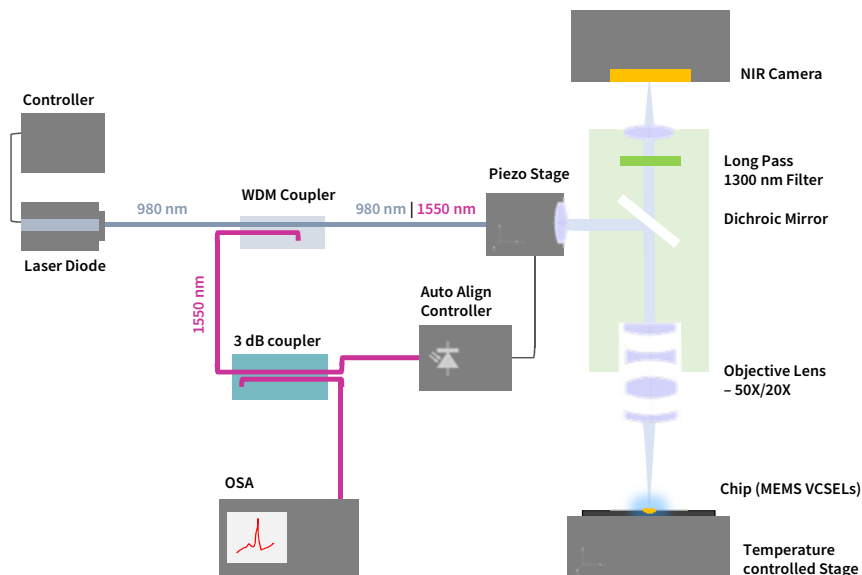 NIR Camera
Controller
Long Pass
1300 nm Filter
Piezo Stage
WDM Coupler
980 nm
980 nm | 1550 nm
Dichroic Mirror
Laser Diode
1550 nm
Auto Align
Controller
3 dB coupler
Objective Lens
– 50X/20X
OSA
Chip (MEMS VCSELs)
Temperature
controlled Stage